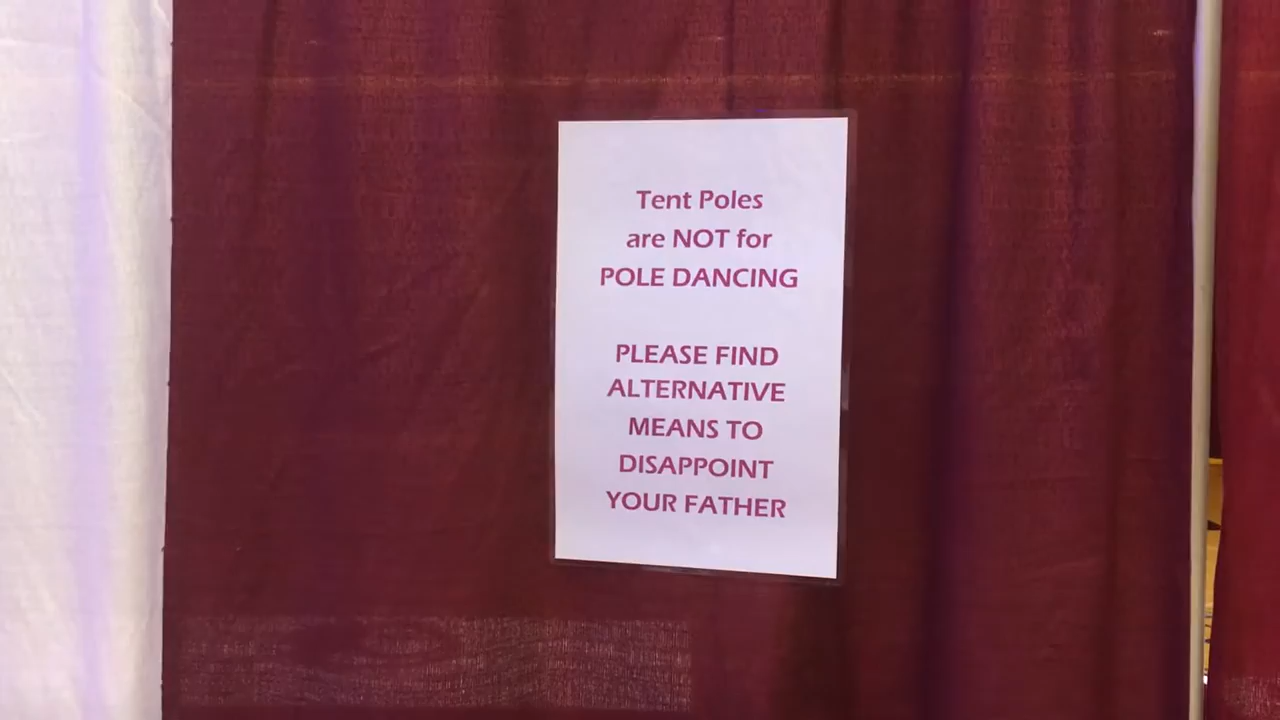 Tent Poles
are NOT for
POLE DANCING
PLEASE FIND
ALTERNATIVE
MEANS TO
DISAPPOINT
YOUR FATHER